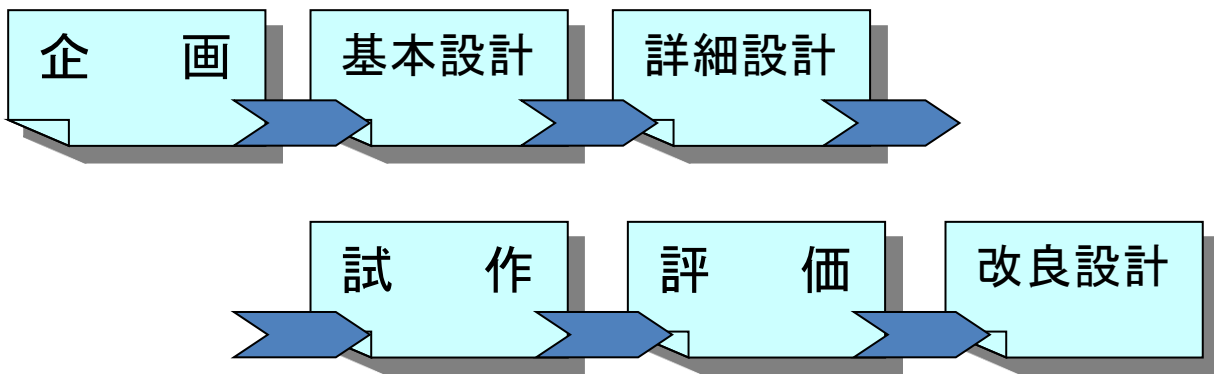 企　　画
基本設計
詳細設計
試　　作
評　　価
改良設計